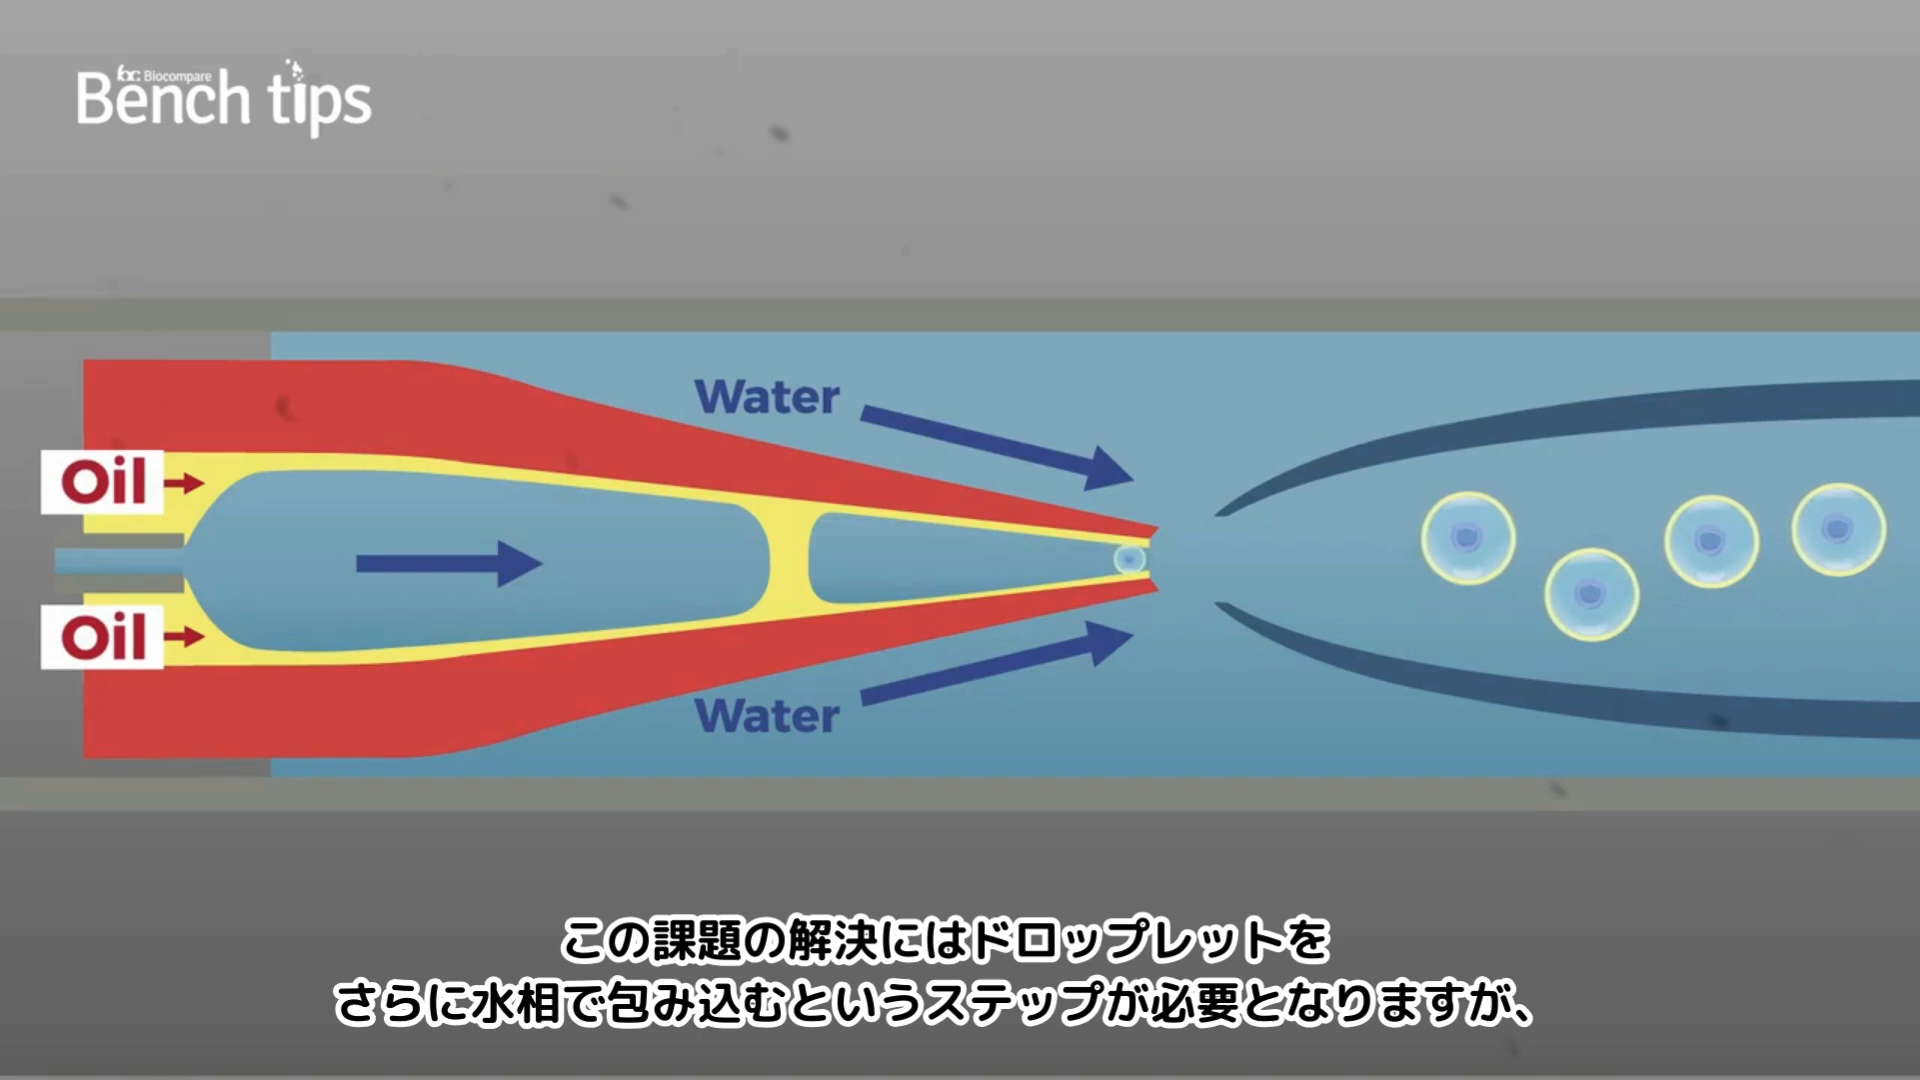 Biocompare
Bench tips
Water
Oil
Oil
Water
この課題の解決にはドロップレットを
さらに水相で包み込むというステップが必要となりますが、